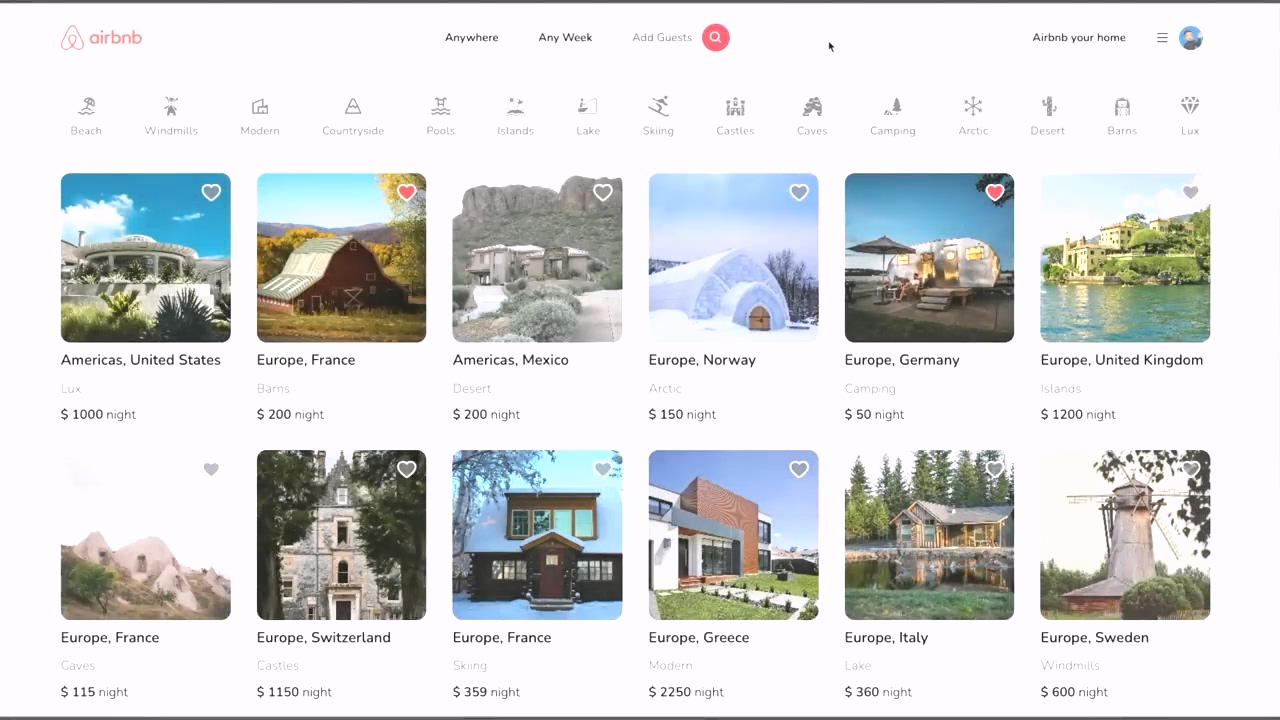 airbnb Anywhere Any Week Add Guests Airbnb your home
Beach Windmills Modern Countryside Pools Islands Lake Skiing Castles Caves Camping Arctic Desert Barns Lux
Americas, United States Europe, France Americas, Mexico Europe, Norway Europe, Germany Europe, United Kingdom
Lux Barns Desert Arctic Camping Islands
$ 1000 night $ 200 night $ 200 night $ 150 night $ 50 night $ 1200 night
Europe, France Europe, Switzerland Europe, France Europe, Greece Europe, Italy Europe, Sweden
Caves Castles Skiing Modern Lake Windmills
$ 115 night $ 1150 night $ 359 night $ 2250 night $ 360 night $ 600 night